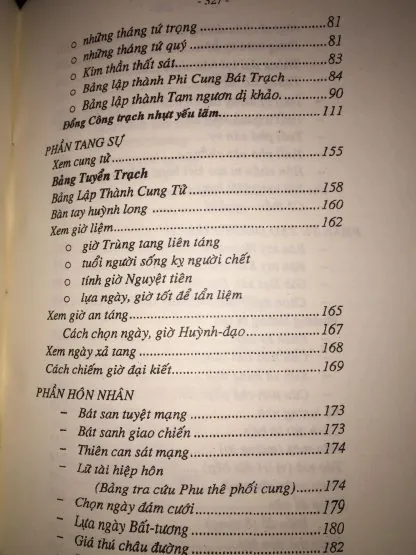 - 327 -
o những tháng tứ trọng ........ 81
o những tháng tứ quý ........ 81
o Kim thần thất sát ........ 83
o Bảng lập thành Phi Cung Bát Trạch ........ 84
o Bảng lập thành Tam ngươn dị khảo. ........ 90
Đổng Công trạch nhựt yếu lãm. ........ 111
PHẦN TANG SỰ
Xem cung tử ........ 155
Bảng Tuyển Trạch
Bảng Lập Thành Cung Tử ........ 158
Bàn tay huỳnh long ........ 160
Xem giờ liệm ........ 162
o giờ Trùng tang liên táng
o tuổi người sống kỵ người chết
o tính giờ Nguyệt tiên
o lựa ngày, giờ tốt để tẩn liệm
Xem giờ an táng ........ 165
Cách chọn ngày, giờ Huỳnh-đạo ........ 167
Xem ngày xả tang ........ 168
Cách chiếm giờ đại kiết ........ 169
PHẦN HÔN NHÂN
- Bát san tuyệt mạng ........ 173
- Bát sanh giao chiến ........ 173
- Thiên can sát mạng ........ 174
- Lữ tài hiệp hôn
(Bảng tra cứu Phu thê phối cung) ........ 174
- Chọn ngày đám cưới ........ 179
- Lựa ngày Bất-tương ........ 180
- Giá thú châu đường ........ 182